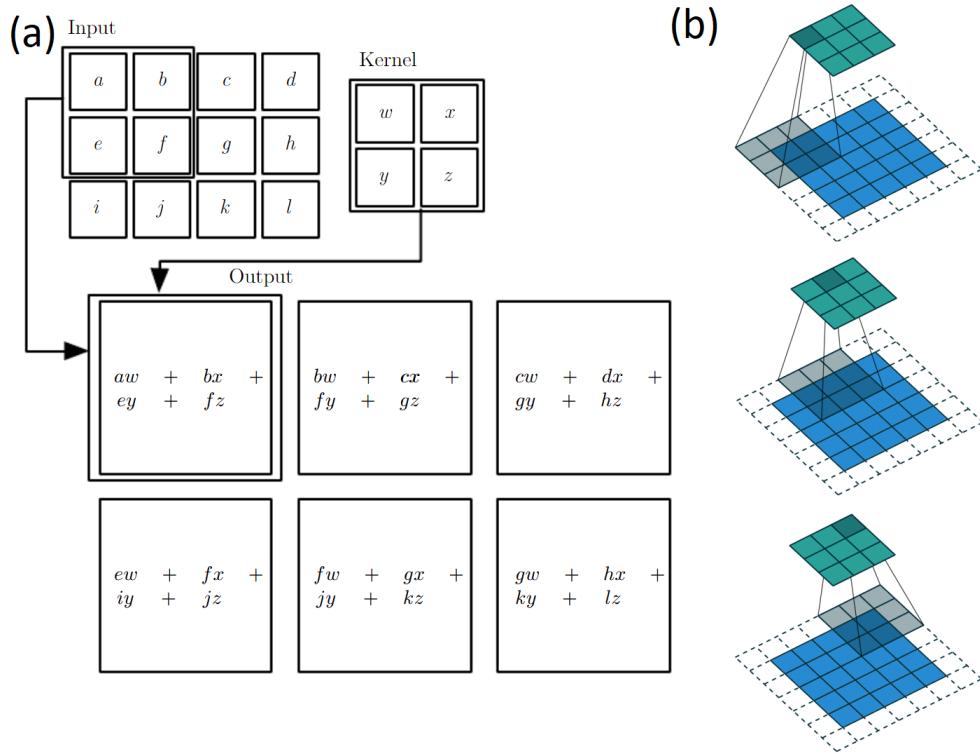 (a) Input
a b c d
e f g h
i j k l
Kernel
w x
y z
Output
aw + bx +
ey + fz
bw + cx +
fy + gz
cw + dx +
gy + hz
ew + fx +
iy + jz
fw + gx +
jy + kz
gw + hx +
ky + lz
(b)